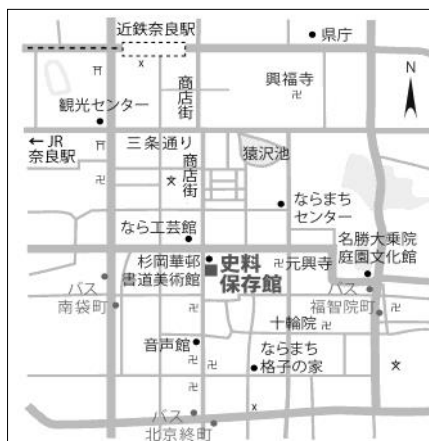 近鉄奈良駅
県庁
興福寺
N
商店街
観光センター
← JR
奈良駅
三条通り
猿沢池
商店街
ならまち
センター
なら工芸館
名勝大乗院
庭園文化館
杉岡華邨
書道美術館
史料
保存館
元興寺
バス
南袋町
バス
福智院町
十輪院
音声館
ならまち
格子の家
バス
北京終町